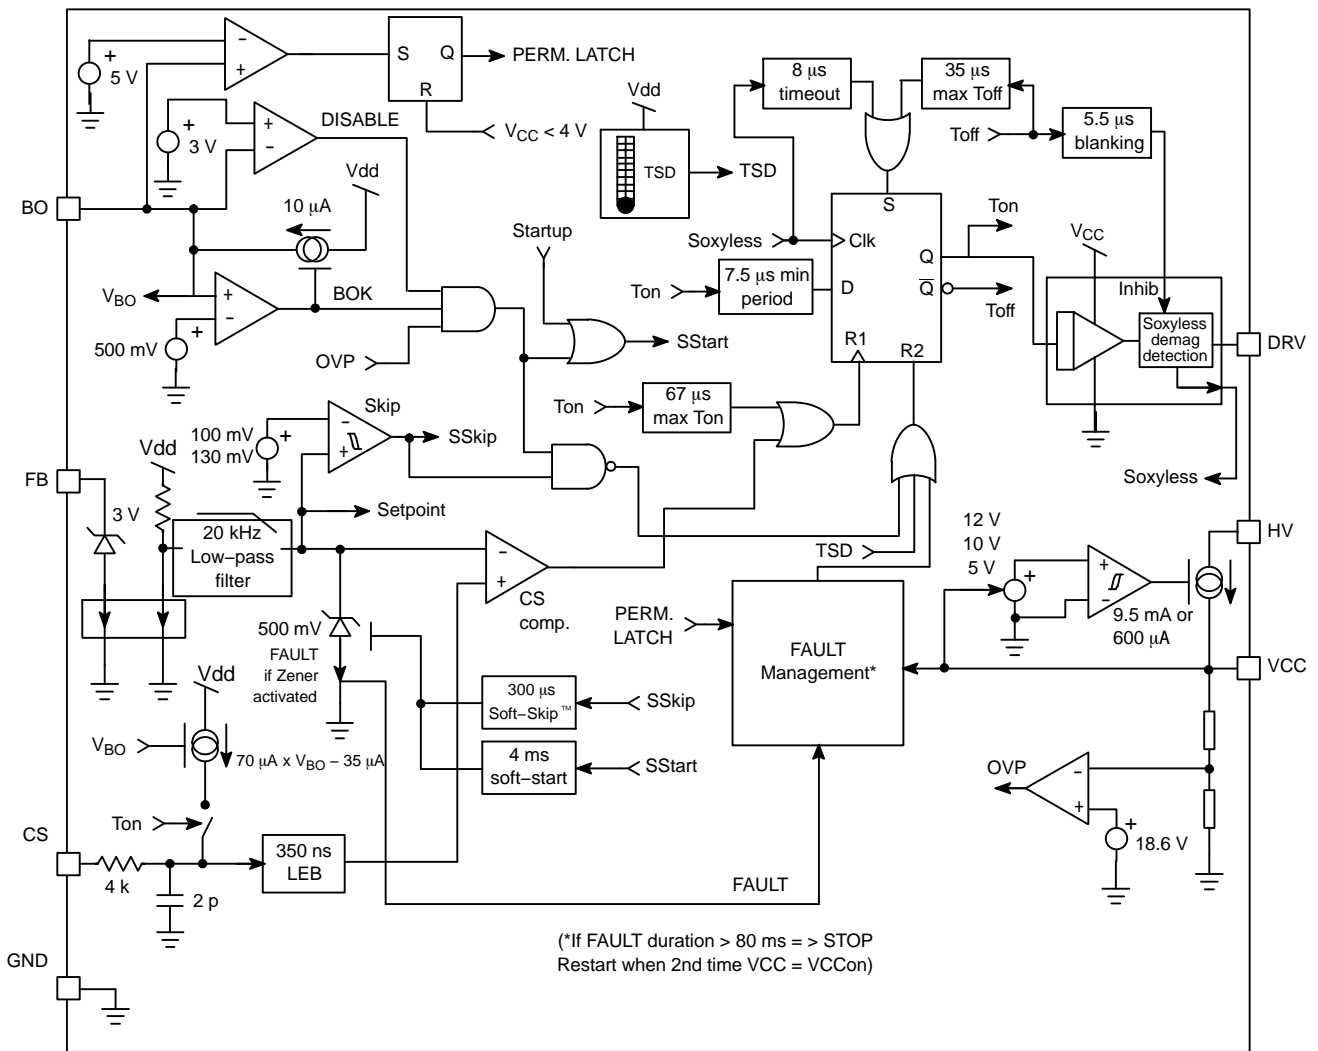 +
5 V
-
+
S
Q
R
PERM. LATCH
VCC < 4 V
+
3 V
+
-
DISABLE
Vdd
10 µA
BO
VBO
+
-
BOK
+
500 mV
OVP
Startup
SStart
Vdd
TSD
TSD
8 µs
timeout
35 µs
max Toff
Toff
5.5 µs
blanking
Soxyless
Clk
S
Ton
7.5 µs min
period
D
Q
Q
R1
R2
Ton
Toff
VCC
Inhib
Soxyless
demag
detection
DRV
Soxyless
Ton
67 µs
max Ton
Skip
100 mV
130 mV
+
-
+
SSkip
Vdd
FB
3 V
20 kHz
Low-pass
filter
Setpoint
-
+
CS
comp.
500 mV
FAULT
if Zener
activated
TSD
PERM.
LATCH
FAULT
Management*
12 V
10 V
5 V
+
+
-
HV
9.5 mA or
600 µA
VCC
300 µs
Soft-Skip™
SSkip
4 ms
soft-start
SStart
Vdd
VBO
70 µA x VBO – 35 µA
Ton
CS
4 k
2 p
350 ns
LEB
FAULT
OVP
-
+
+
18.6 V
GND
(*If FAULT duration > 80 ms = > STOP
Restart when 2nd time VCC = VCCon)